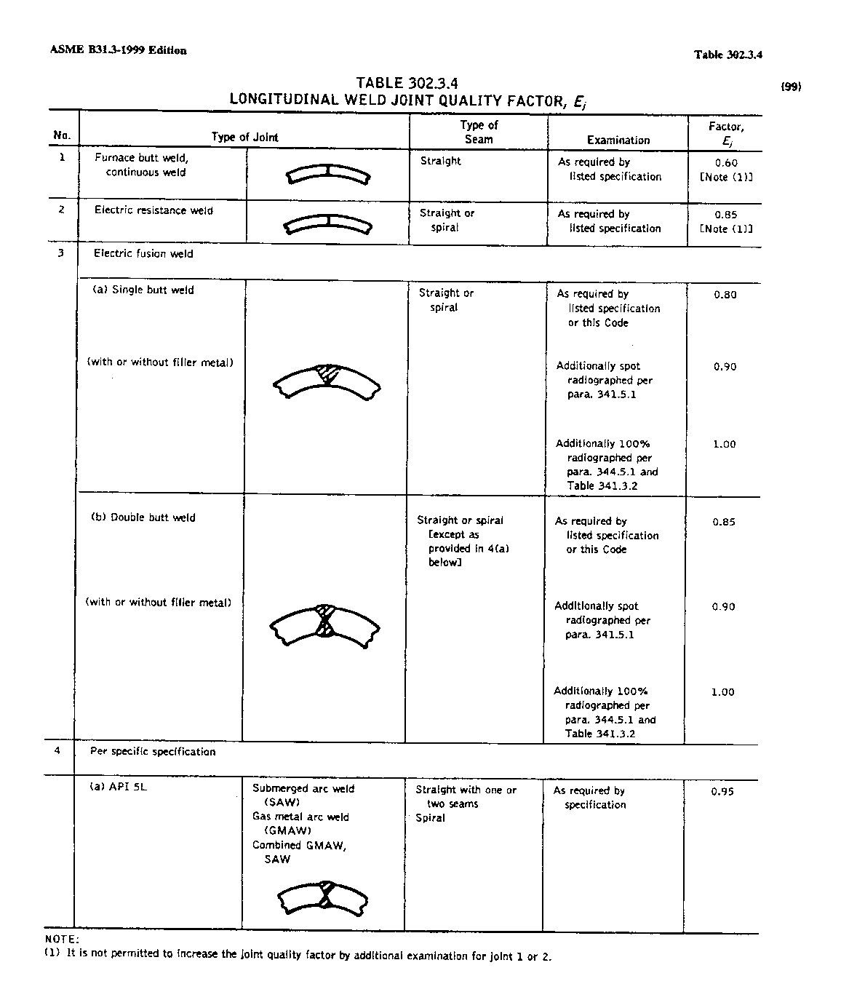 ASME B31.3-1999 Edition
Table 302.3.4
TABLE 302.3.4
(99)
LONGITUDINAL WELD JOINT QUALITY FACTOR, Ej
No.
Type of Joint
Type of
Seam
Examination
Factor,
Ej
1
Furnace butt weld,
continuous weld
Straight
As required by
listed specification
0.60
[Note (1)]
2
Electric resistance weld
Straight or
spiral
As required by
listed specification
0.85
[Note (1)]
3
Electric fusion weld
(a) Single butt weld
(with or without filler metal)
Straight or
spiral
As required by
listed specification
or this Code
0.80
Additionally spot
radiographed per
para. 341.5.1
0.90
Additionally 100%
radiographed per
para. 344.5.1 and
Table 341.3.2
1.00
(b) Double butt weld
(with or without filler metal)
Straight or spiral
[except as
provided in 4(a)
below]
As required by
listed specification
or this Code
0.85
Additionally spot
radiographed per
para. 341.5.1
0.90
Additionally 100%
radiographed per
para. 344.5.1 and
Table 341.3.2
1.00
4
Per specific specification
(a) API 5L
Submerged arc weld
(SAW)
Gas metal arc weld
(GMAW)
Combined GMAW,
SAW
Straight with one or
two seams
Spiral
As required by
specification
0.95
NOTE:
(1) It is not permitted to increase the joint quality factor by additional examination for joint 1 or 2.